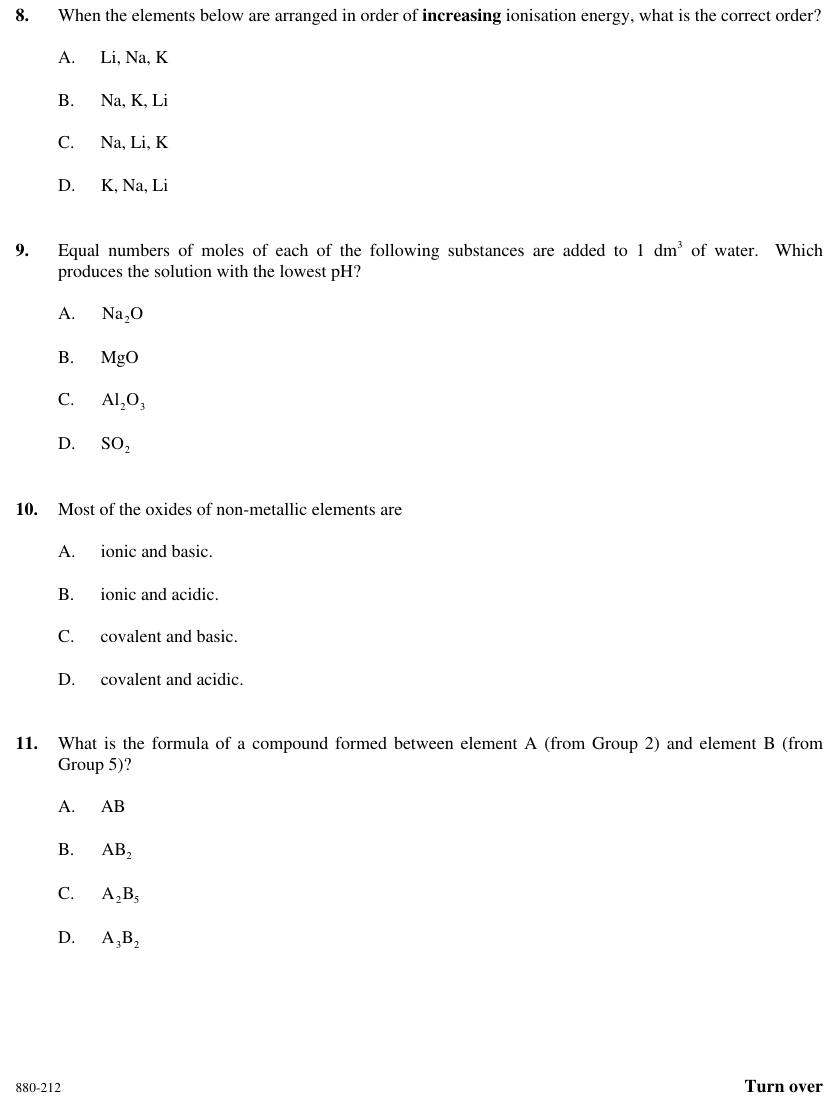 8. When the elements below are arranged in order of increasing ionisation energy, what is the correct order?
A. Li, Na, K
B. Na, K, Li
C. Na, Li, K
D. K, Na, Li
9. Equal numbers of moles of each of the following substances are added to 1 dm³ of water. Which
produces the solution with the lowest pH?
A. Na₂O
B. MgO
C. Al₂O₃
D. SO₂
10. Most of the oxides of non-metallic elements are
A. ionic and basic.
B. ionic and acidic.
C. covalent and basic.
D. covalent and acidic.
11. What is the formula of a compound formed between element A (from Group 2) and element B (from
Group 5)?
A. AB
B. AB₂
C. A₂B₅
D. A₃B₂
880-212 Turn over